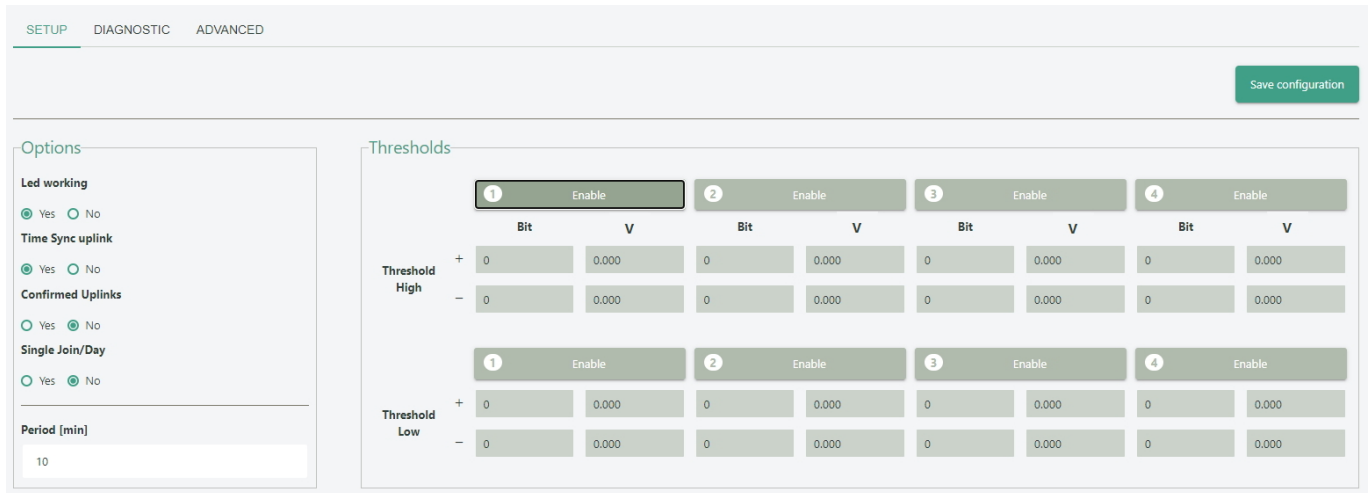 SETUP DIAGNOSTIC ADVANCED
Save configuration
Options
Led working
Yes No
Time Sync uplink
Yes No
Confirmed Uplinks
Yes No
Single Join/Day
Yes No
Period [min]
10
Thresholds
1 Enable 2 Enable 3 Enable 4 Enable
Bit V Bit V Bit V Bit V
Threshold
High
+ 0 0.000 0 0.000 0 0.000 0 0.000
− 0 0.000 0 0.000 0 0.000 0 0.000
1 Enable 2 Enable 3 Enable 4 Enable
Threshold
Low
+ 0 0.000 0 0.000 0 0.000 0 0.000
− 0 0.000 0 0.000 0 0.000 0 0.000